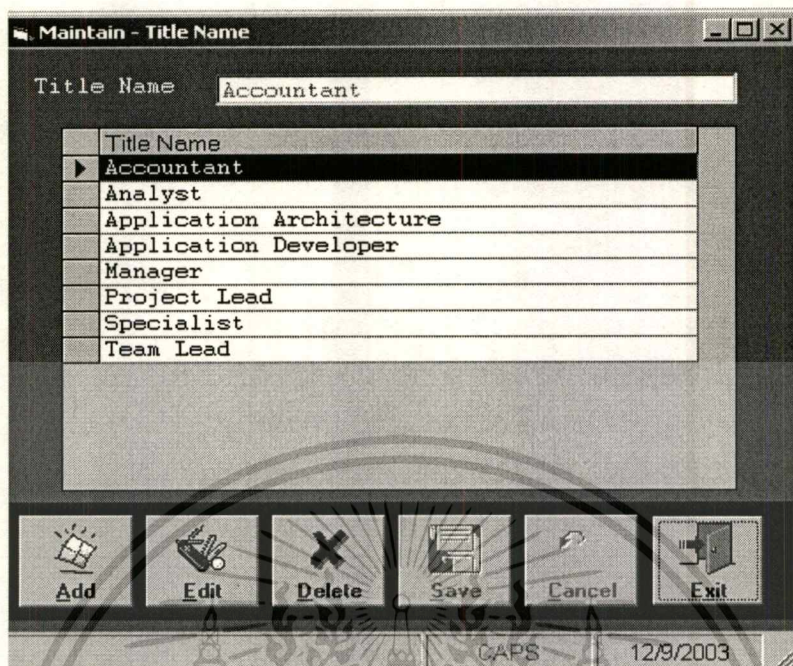 Maintain - Title Name
Title Name Accountant
Title Name
Accountant
Analyst
Application Architecture
Application Developer
Manager
Project Lead
Specialist
Team Lead
Add Edit Delete Save Cancel Exit
CAPS 12/9/2003